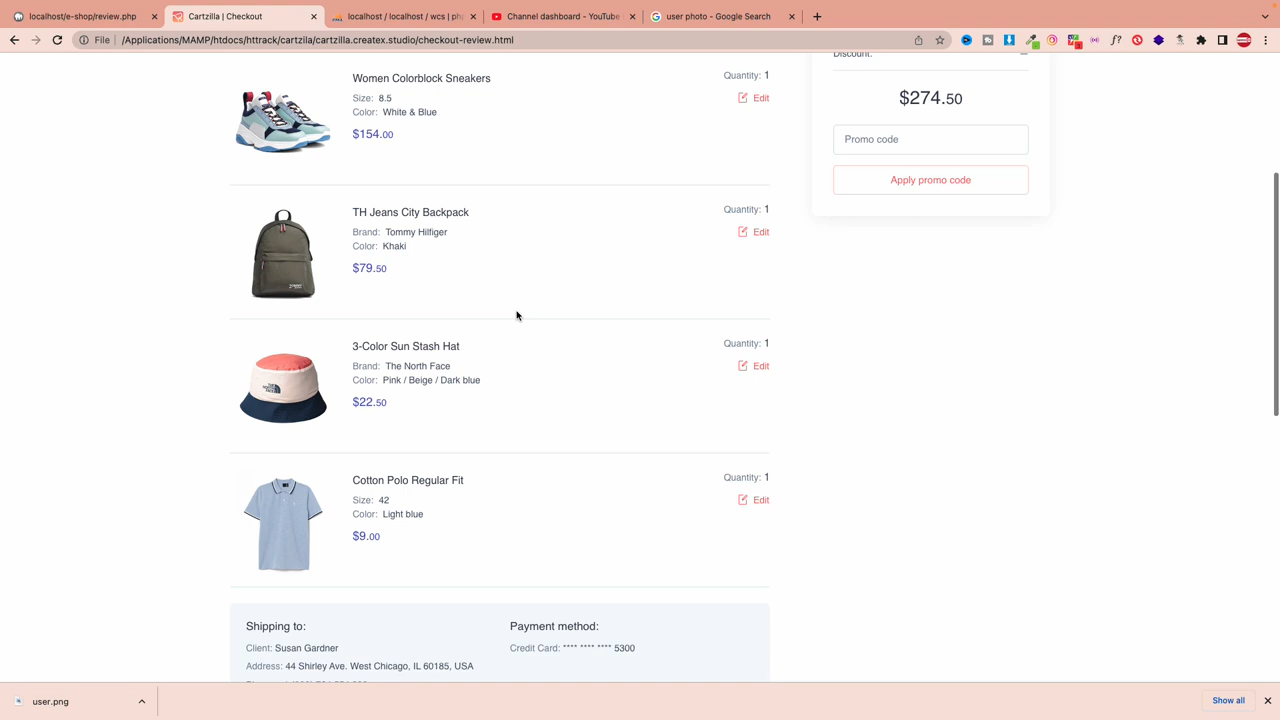 localhost/e-shop/review.php
Cartzilla | Checkout
localhost / localhost / wcs | ph
Channel dashboard - YouTube
user photo - Google Search
File
/Applications/MAMP/htdocs/httrack/cartzilla/cartzilla.createx.studio/checkout-review.html
Women Colorblock Sneakers
Quantity: 1
Size: 8.5
Edit
Color: White & Blue
$154.00
TH Jeans City Backpack
Quantity: 1
Brand: Tommy Hilfiger
Edit
Color: Khaki
$79.50
3-Color Sun Stash Hat
Quantity: 1
Brand: The North Face
Edit
Color: Pink / Beige / Dark blue
$22.50
Cotton Polo Regular Fit
Quantity: 1
Size: 42
Edit
Color: Light blue
$9.00
Discount: —
$274.50
Promo code
Apply promo code
Shipping to:
Client: Susan Gardner
Address: 44 Shirley Ave. West Chicago, IL 60185, USA
Payment method:
Credit Card: **** **** **** 5300
user.png
Show all